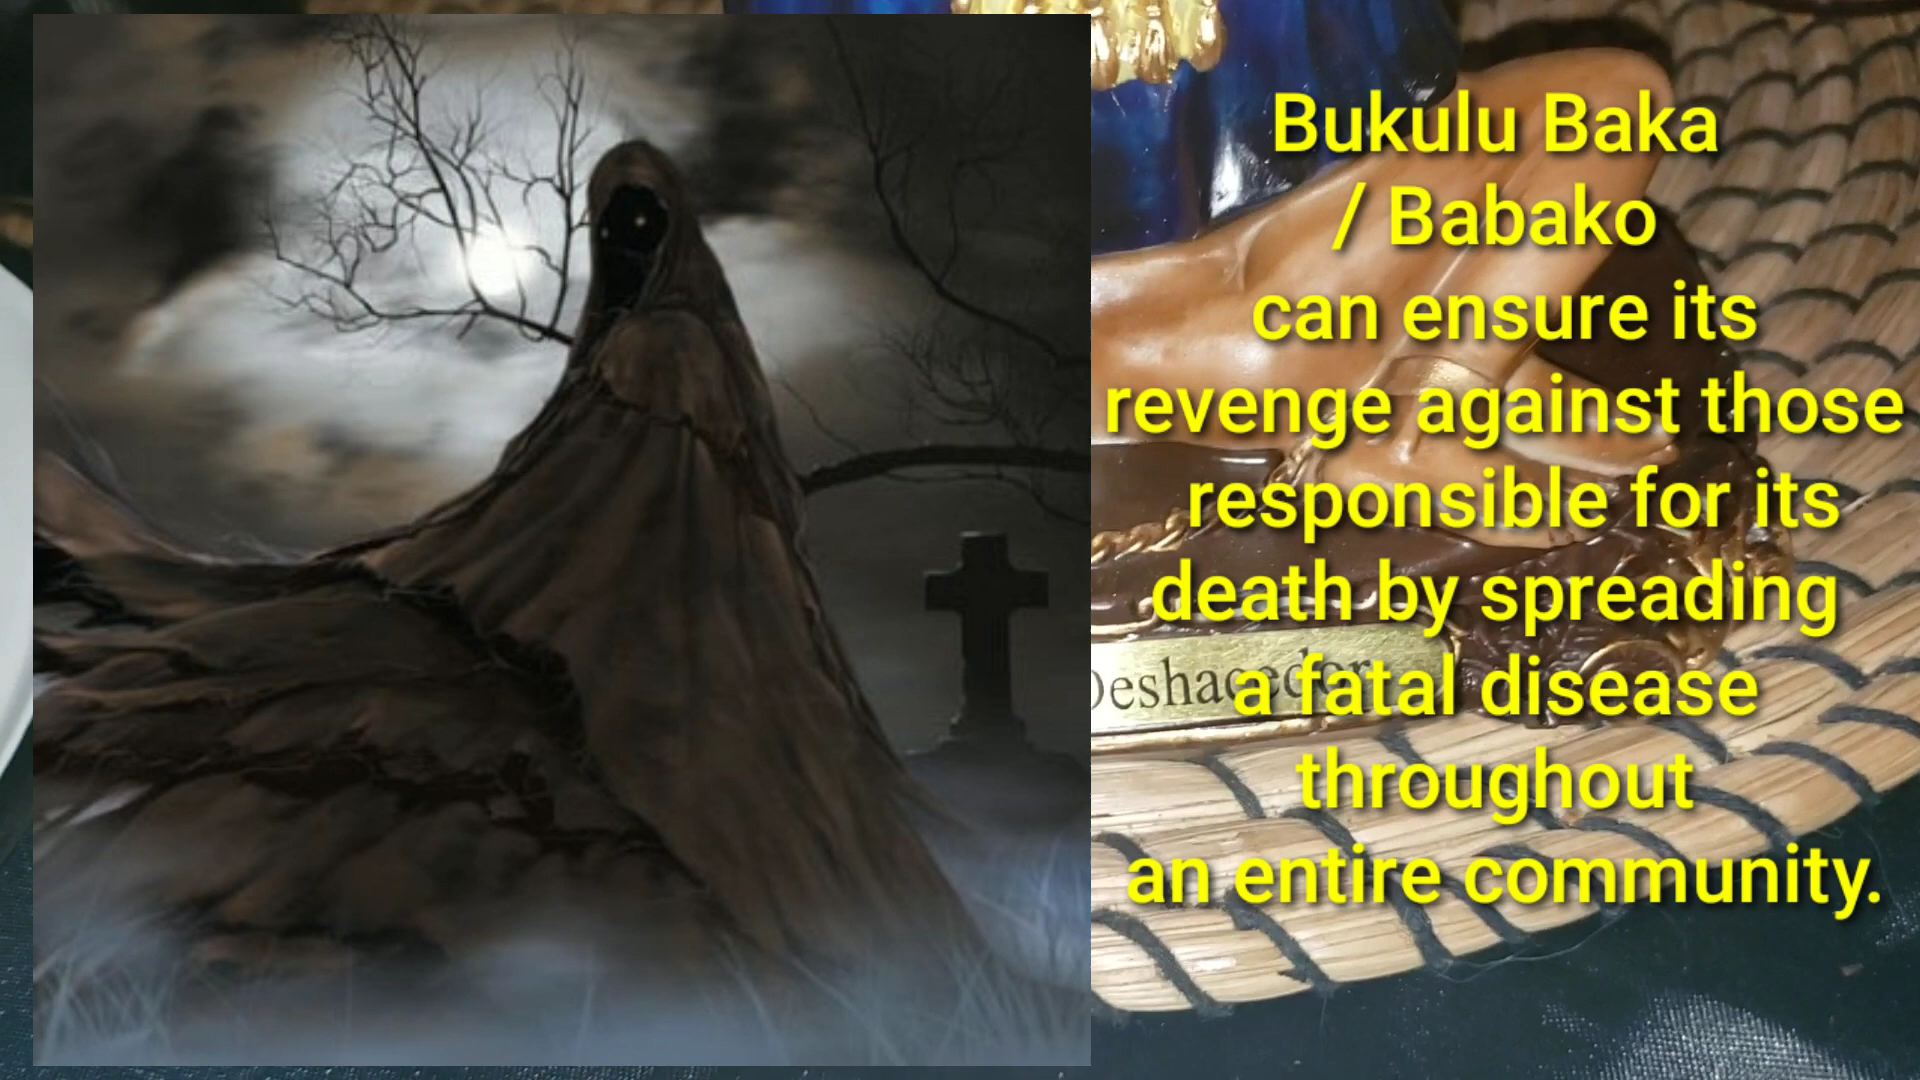 Bukulu Baka
/ Babako
can ensure its
revenge against those
responsible for its
death by spreading
a fatal disease
throughout
an entire community.
Deshacedor